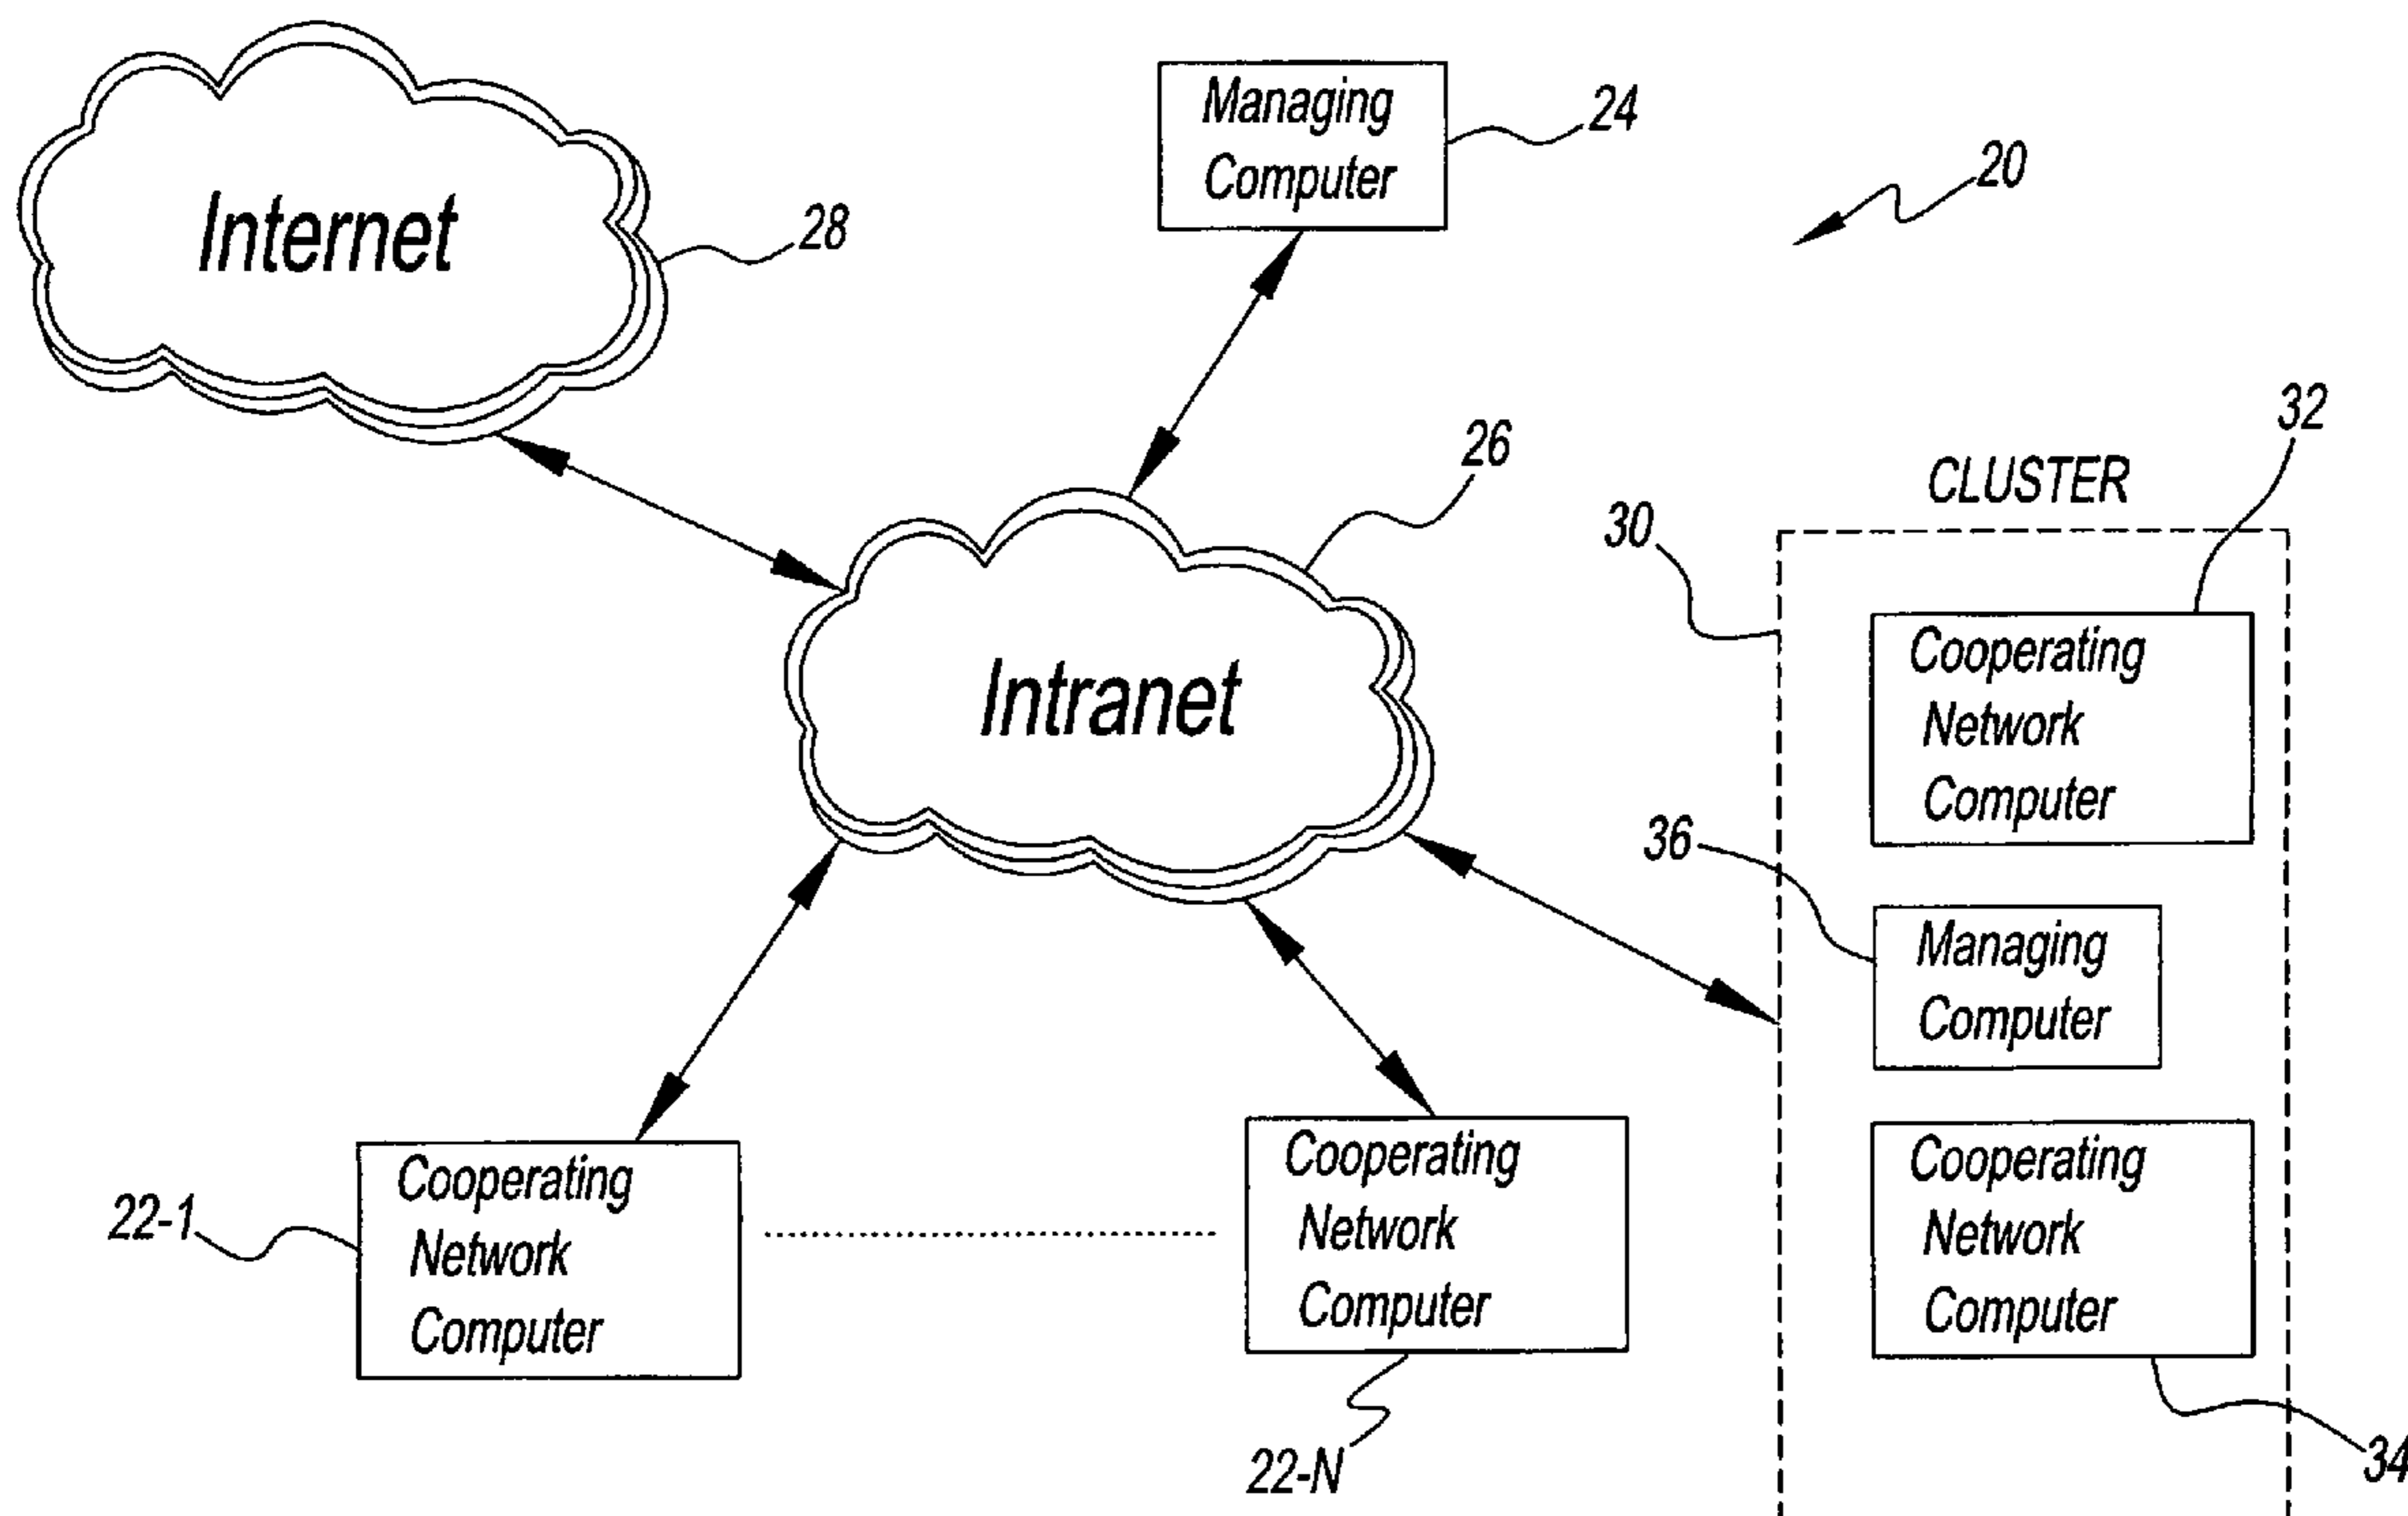 Internet
28
Managing
Computer
24
20
26
Intranet
CLUSTER
30
32
Cooperating
Network
Computer
36
Managing
Computer
Cooperating
Network
Computer
34
22-1
Cooperating
Network
Computer
Cooperating
Network
Computer
22-N